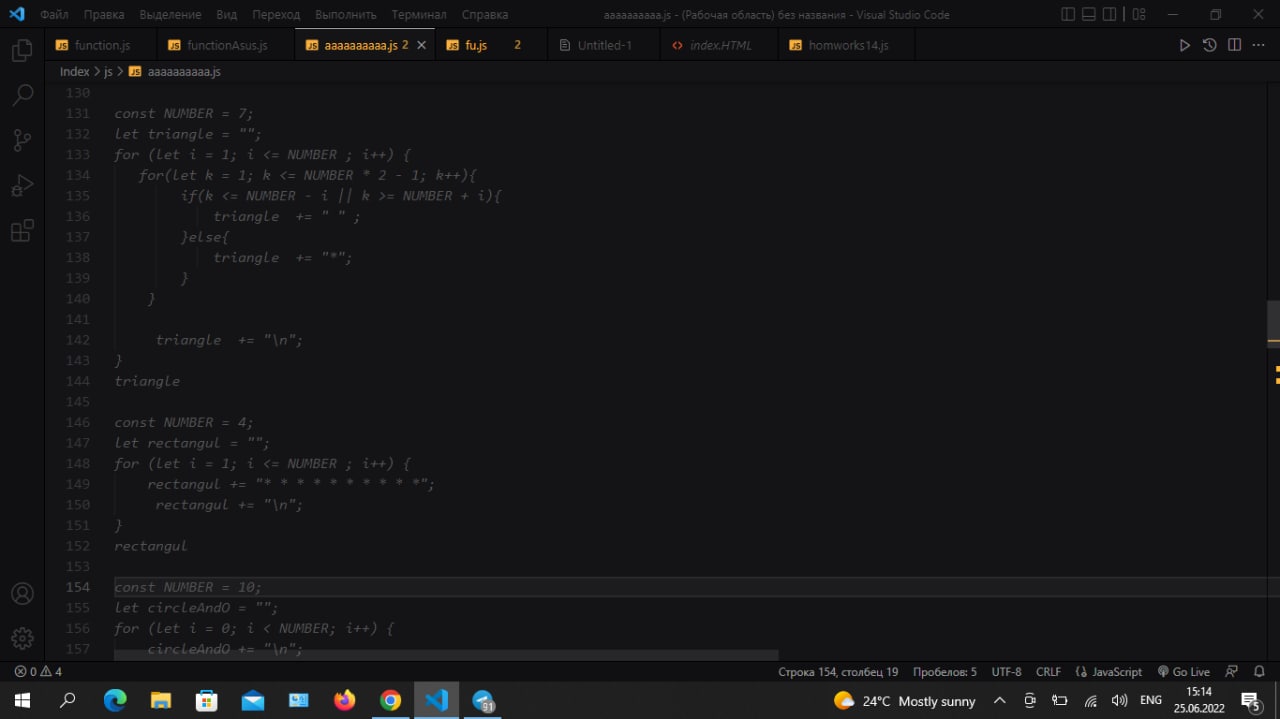 Файл Правка Выделение Вид Переход Выполнить Терминал Справка aaaaaaaaaa.js - (Рабочая область) без названия - Visual Studio Code
JS function.js JS functionAsus.js JS aaaaaaaaaa.js 2 JS fu.js 2 Untitled-1 <> index.HTML JS homworks14.js
Index > js > JS aaaaaaaaaa.js
130
131 const NUMBER = 7;
132 let triangle = "";
133 for (let i = 1; i <= NUMBER ; i++) {
134 for(let k = 1; k <= NUMBER * 2 - 1; k++){
135 if(k <= NUMBER - i || k >= NUMBER + i){
136 triangle += " " ;
137 }else{
138 triangle += "*";
139 }
140 }
141
142 triangle += "\n";
143 }
144 triangle
145
146 const NUMBER = 4;
147 let rectangul = "";
148 for (let i = 1; i <= NUMBER ; i++) {
149 rectangul += "* * * * * * * * * *";
150 rectangul += "\n";
151 }
152 rectangul
153
154 const NUMBER = 10;
155 let circleAndO = "";
156 for (let i = 0; i < NUMBER; i++) {
157 circleAndO += "\n";
0 4 Строка 154, столбец 19 Пробелов: 5 UTF-8 CRLF {} JavaScript Go Live
91 24°C Mostly sunny ENG 15:14
25.06.2022 5